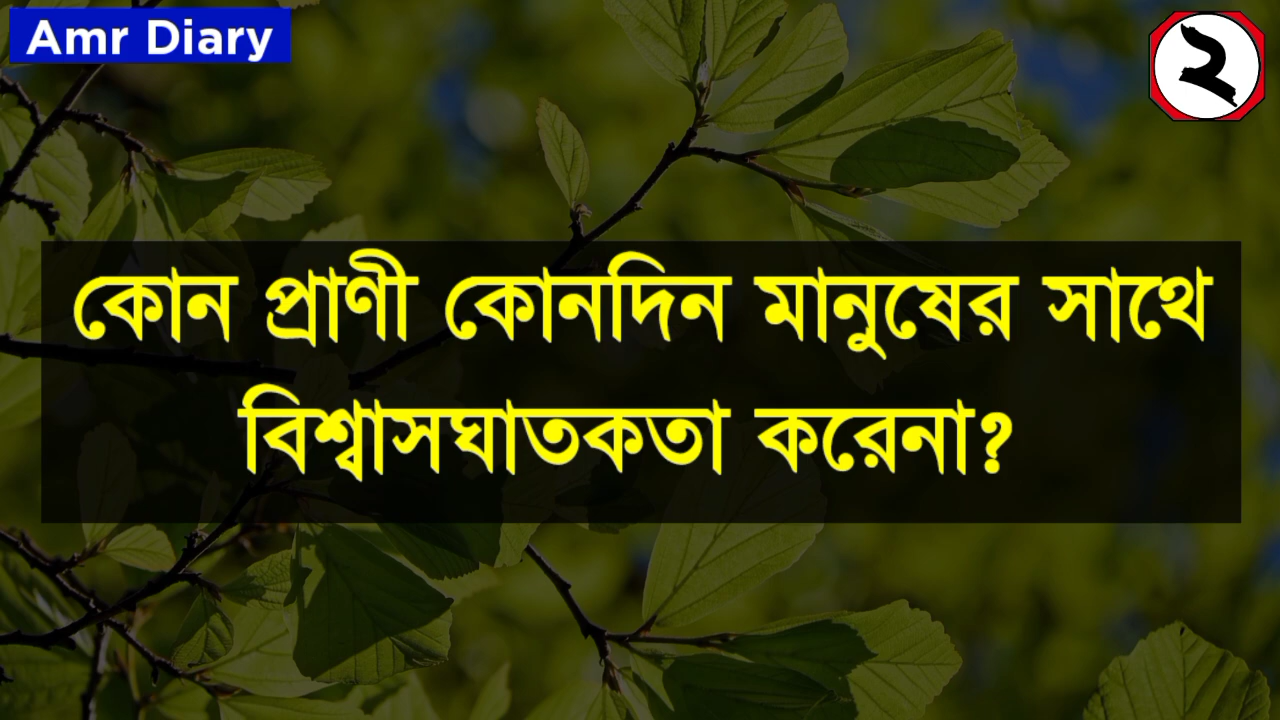 Amr Diary
২
কোন প্রাণী কোনদিন মানুষের সাথে
বিশ্বাসঘাতকতা করেনা?